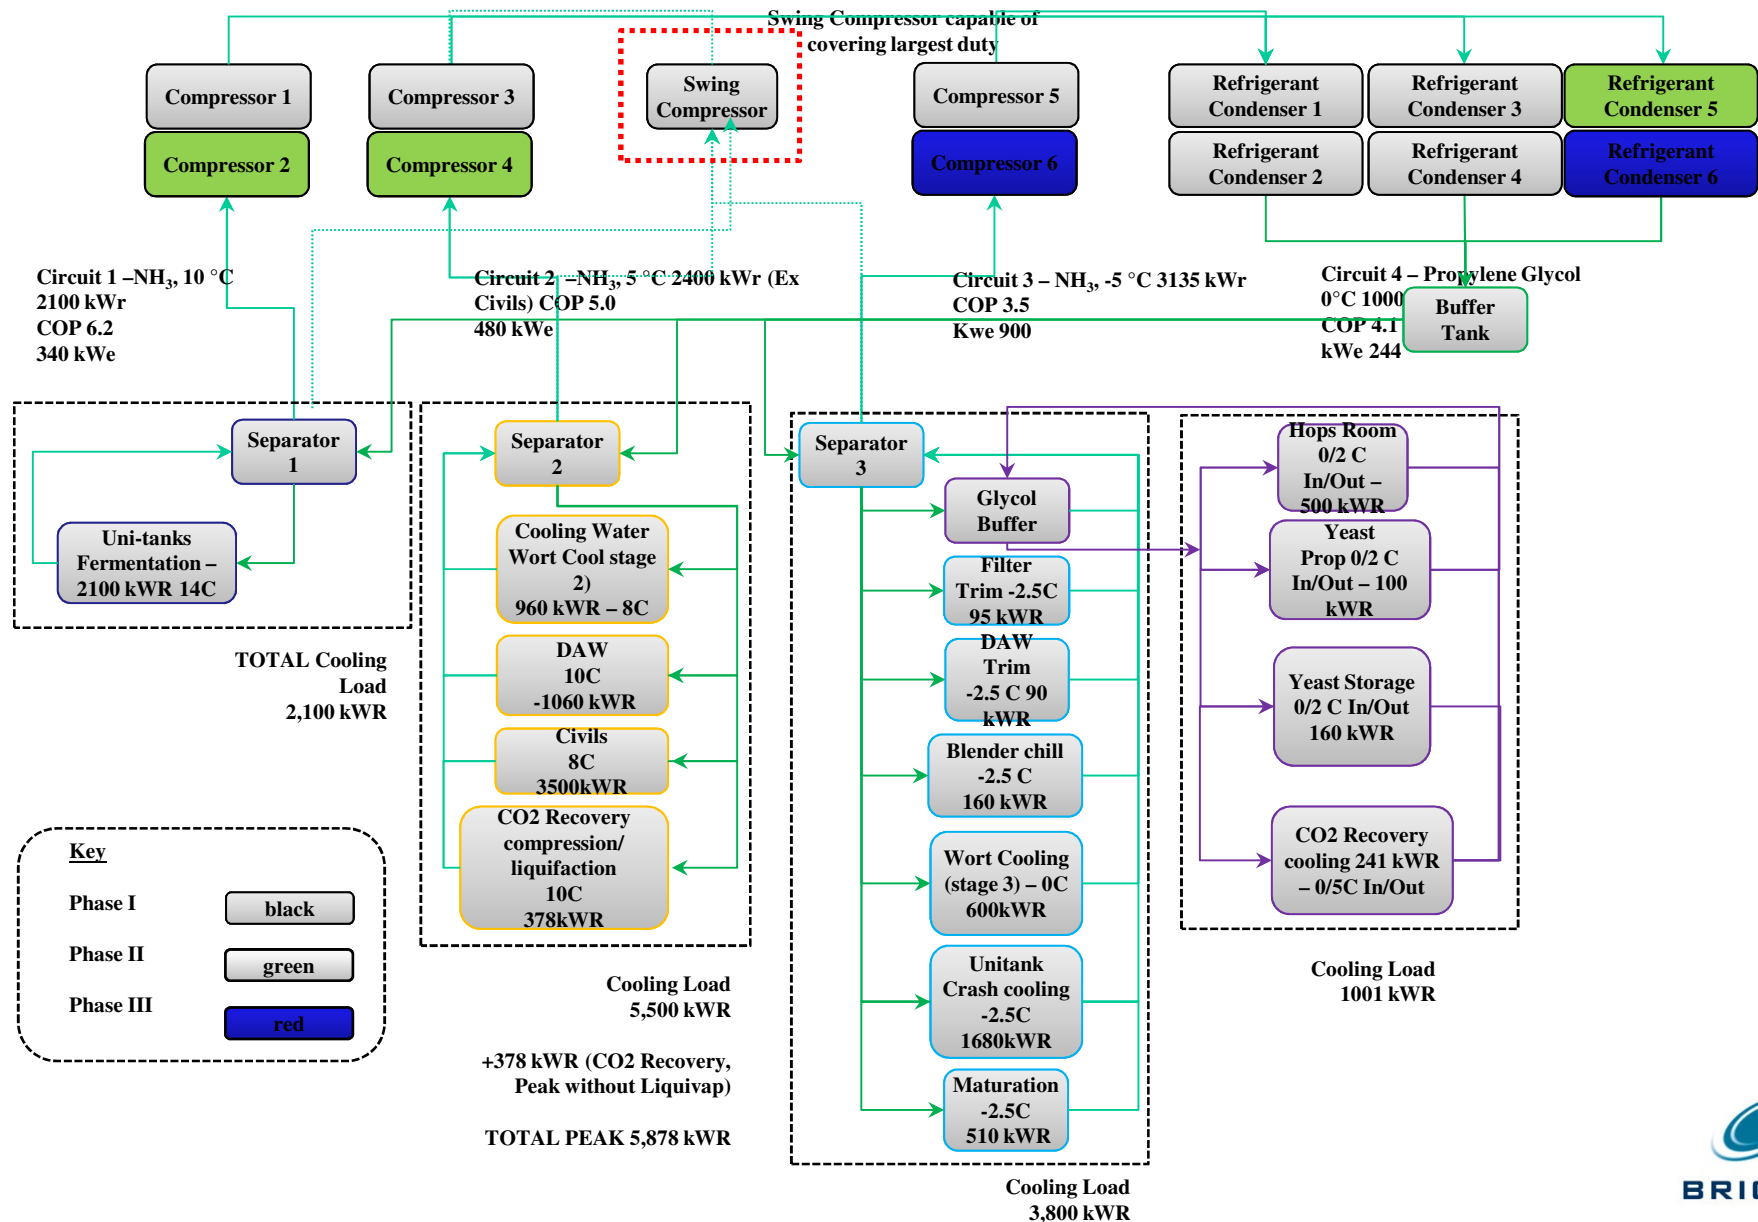 Swing Compressor capable of
covering largest duty
Compressor 1
Compressor 2
Compressor 3
Compressor 4
Swing
Compressor
Compressor 5
Compressor 6
Refrigerant
Condenser 1
Refrigerant
Condenser 2
Refrigerant
Condenser 3
Refrigerant
Condenser 4
Refrigerant
Condenser 5
Refrigerant
Condenser 6
Circuit 1 –NH3, 10 °C
2100 kWr
COP 6.2
340 kWe
Circuit 2 –NH3, 5 °C 2400 kWr (Ex
Civils) COP 5.0
480 kWe
Circuit 3 – NH3, -5 °C 3135 kWr
COP 3.5
Kwe 900
Circuit 4 – Propylene Glycol
0°C 1000
COP 4.1
kWe 244
Buffer
Tank
Separator
1
Uni-tanks
Fermentation –
2100 kWR 14C
TOTAL Cooling
Load
2,100 kWR
Separator
2
Cooling Water
Wort Cool stage
2)
960 kWR – 8C
DAW
10C
-1060 kWR
Civils
8C
3500kWR
CO2 Recovery
compression/
liquifaction
10C
378kWR
Cooling Load
5,500 kWR
+378 kWR (CO2 Recovery,
Peak without Liquivap)
TOTAL PEAK 5,878 kWR
Separator
3
Glycol
Buffer
Filter
Trim -2.5C
95 kWR
DAW
Trim
-2.5 C 90
kWR
Blender chill
-2.5 C
160 kWR
Wort Cooling
(stage 3) – 0C
600kWR
Unitank
Crash cooling
-2.5C
1680kWR
Maturation
-2.5C
510 kWR
Cooling Load
3,800 kWR
Hops Room
0/2 C
In/Out –
500 kWR
Yeast
Prop 0/2 C
In/Out – 100
kWR
Yeast Storage
0/2 C In/Out
160 kWR
CO2 Recovery
cooling 241 kWR
– 0/5C In/Out
Cooling Load
1001 kWR
Key
Phase I
black
Phase II
green
Phase III
red